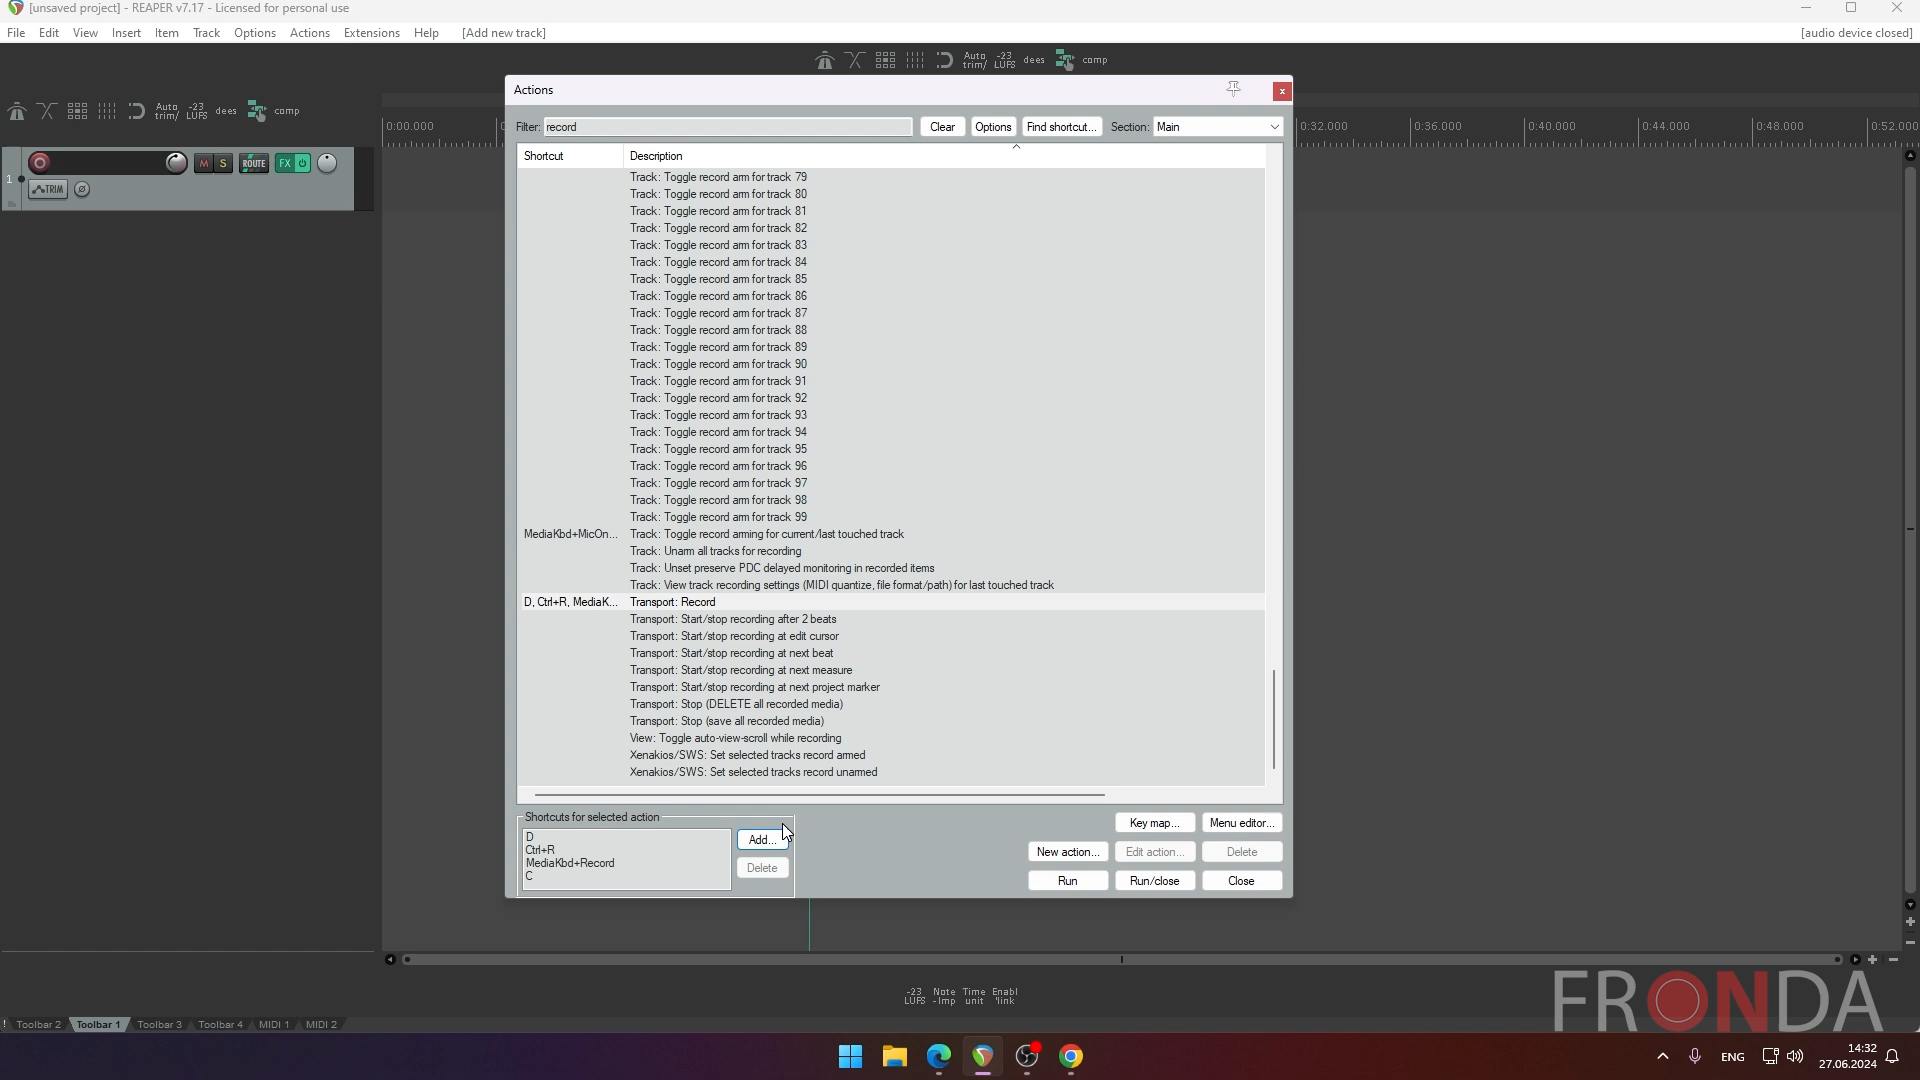 [unsaved project] - REAPER v7.17 - Licensed for personal use
File Edit View Insert Item Track Options Actions Extensions Help [Add new track] [audio device closed]
Auto trim/ -23 LUFS dees comp
Actions
Auto trim/ -23 LUFS dees comp
Filter: record Clear Options Find shortcut... Section: Main
0:00.000 0:32.000 0:36.000 0:40.000 0:44.000 0:48.000 0:52.000
Shortcut Description
1 M S ROUTE FX
TRIM
Track: Toggle record arm for track 79
Track: Toggle record arm for track 80
Track: Toggle record arm for track 81
Track: Toggle record arm for track 82
Track: Toggle record arm for track 83
Track: Toggle record arm for track 84
Track: Toggle record arm for track 85
Track: Toggle record arm for track 86
Track: Toggle record arm for track 87
Track: Toggle record arm for track 88
Track: Toggle record arm for track 89
Track: Toggle record arm for track 90
Track: Toggle record arm for track 91
Track: Toggle record arm for track 92
Track: Toggle record arm for track 93
Track: Toggle record arm for track 94
Track: Toggle record arm for track 95
Track: Toggle record arm for track 96
Track: Toggle record arm for track 97
Track: Toggle record arm for track 98
Track: Toggle record arm for track 99
MediaKbd+MicOn... Track: Toggle record arming for current/last touched track
Track: Unarm all tracks for recording
Track: Unset preserve PDC delayed monitoring in recorded items
Track: View track recording settings (MIDI quantize, file format/path) for last touched track
D, Ctrl+R, MediaK... Transport: Record
Transport: Start/stop recording after 2 beats
Transport: Start/stop recording at edit cursor
Transport: Start/stop recording at next beat
Transport: Start/stop recording at next measure
Transport: Start/stop recording at next project marker
Transport: Stop (DELETE all recorded media)
Transport: Stop (save all recorded media)
View: Toggle auto-view-scroll while recording
Xenakios/SWS: Set selected tracks record armed
Xenakios/SWS: Set selected tracks record unarmed
Shortcuts for selected action Key map... Menu editor...
D
Ctrl+R
MediaKbd+Record
C
Add...
Delete
New action... Edit action... Delete
Run Run/close Close
-23 LUFS Note -Imp Time unit Enabl 'link
FRONDA
! Toolbar 2 Toolbar 1 Toolbar 3 Toolbar 4 MIDI 1 MIDI 2
ENG 14:32
27.06.2024